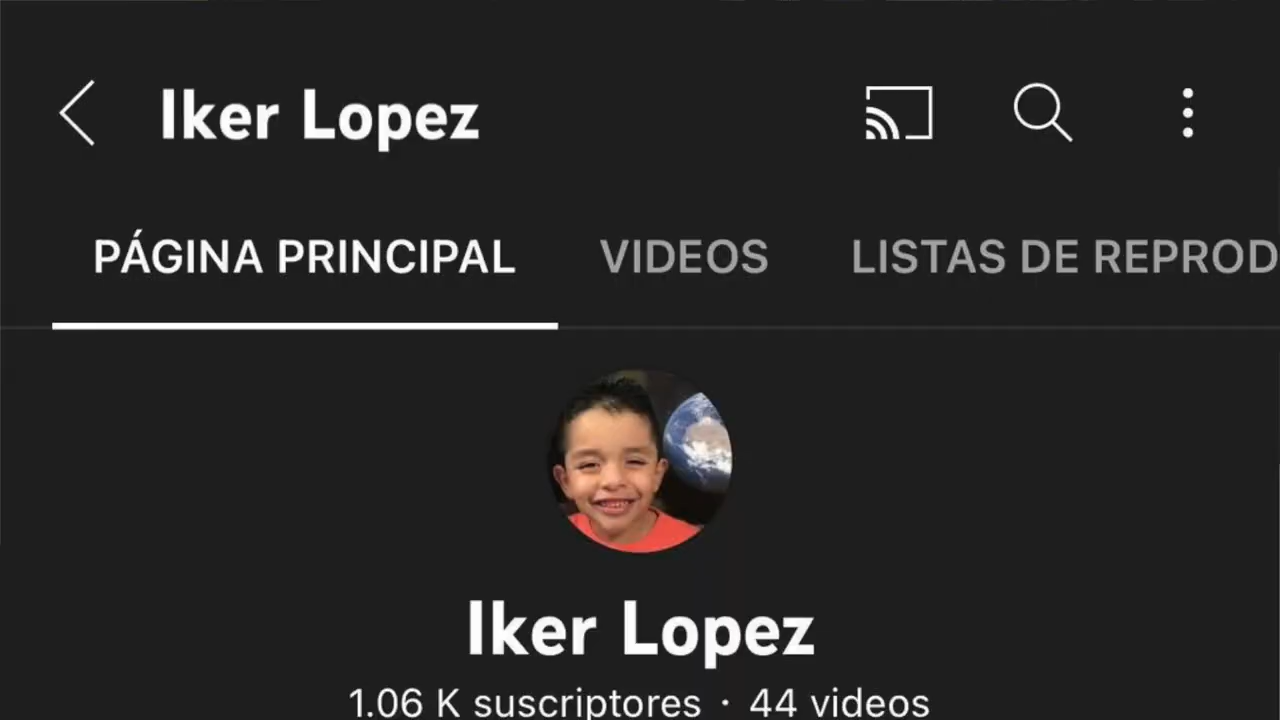 Iker Lopez
PÁGINA PRINCIPAL VIDEOS LISTAS DE REPROD
Iker Lopez
1.06 K suscriptores · 44 videos